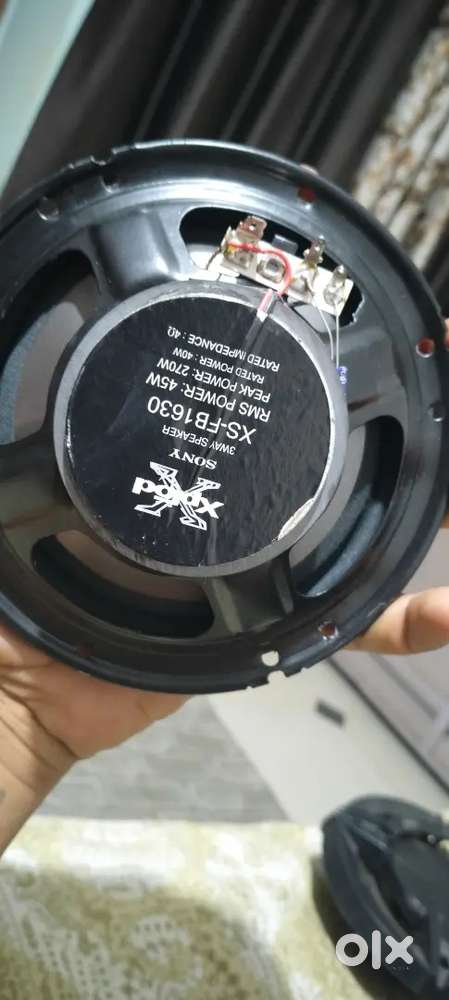 Xplod
SONY
3WAY SPEAKER
XS-FB1630
RMS POWER: 45W
PEAK POWER: 270W
RATED POWER: 40W
RATED IMPEDANCE: 4Ω
olx